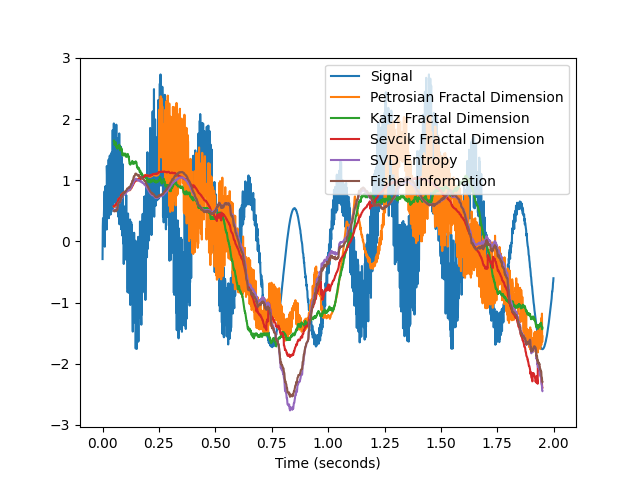 3
2
1
0
−1
−2
−3
Signal
Petrosian Fractal Dimension
Katz Fractal Dimension
Sevcik Fractal Dimension
SVD Entropy
Fisher Information
0.00 0.25 0.50 0.75 1.00 1.25 1.50 1.75 2.00
Time (seconds)